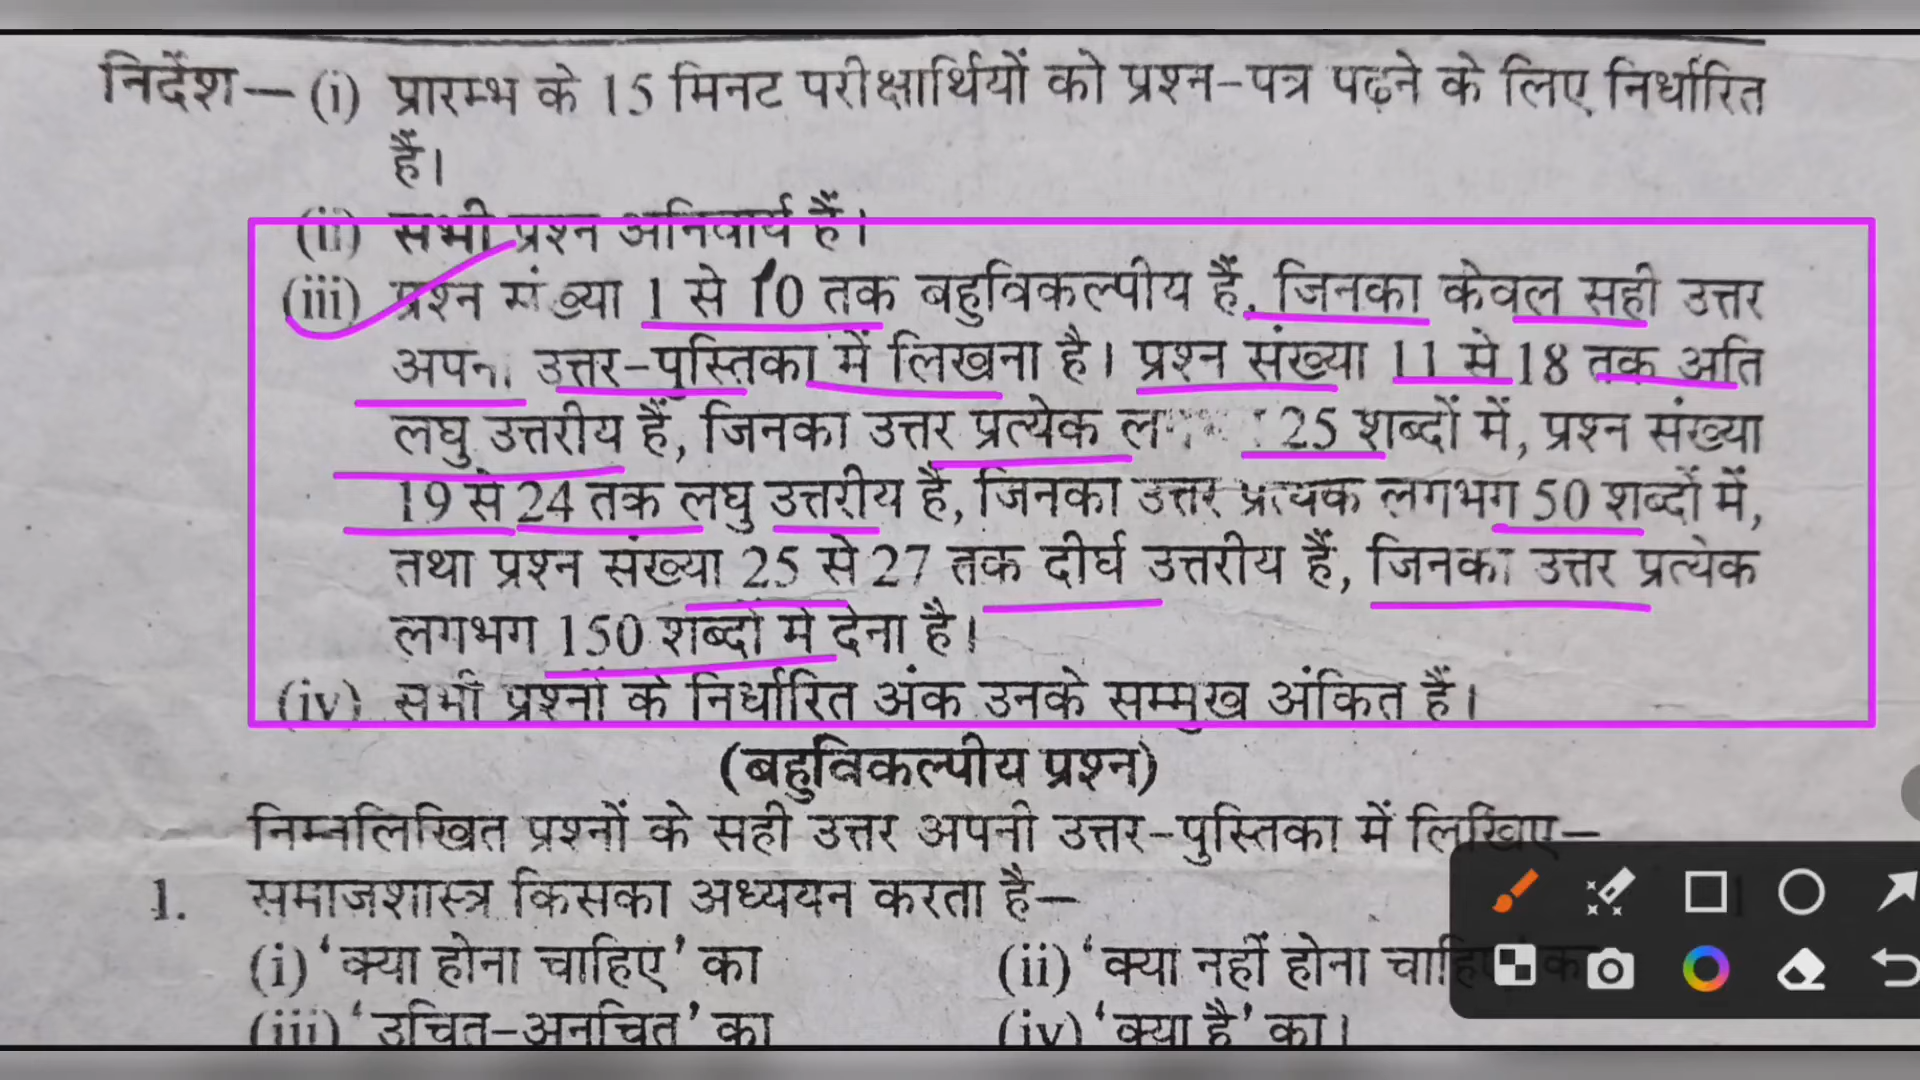 निर्देश— (i) प्रारम्भ के 15 मिनट परीक्षार्थियों को प्रश्न-पत्र पढ़ने के लिए निर्धारित
हैं।
(ii) सभी प्रश्न अनिवार्य हैं।
(iii) प्रश्न संख्या 1 से 10 तक बहुविकल्पीय हैं, जिनका केवल सही उत्तर
अपना उत्तर-पुस्तिका में लिखना है। प्रश्न संख्या 11 से 18 तक अति
लघु उत्तरीय हैं, जिनका उत्तर प्रत्येक 25 शब्दों में, प्रश्न संख्या
19 से 24 तक लघु उत्तरीय हैं, जिनका उत्तर प्रत्येक लगभग 50 शब्दों में,
तथा प्रश्न संख्या 25 से 27 तक दीर्घ उत्तरीय हैं, जिनका उत्तर प्रत्येक
लगभग 150 शब्दों में देना है।
(iv) सभी प्रश्नों के निर्धारित अंक उनके सम्मुख अंकित हैं।
(बहुविकल्पीय प्रश्न)
निम्नलिखित प्रश्नों के सही उत्तर अपनी उत्तर-पुस्तिका में लिखिए—
1. समाजशास्त्र किसका अध्ययन करता है—
(i) ‘क्या होना चाहिए’ का (ii) ‘क्या नहीं होना चाहिए’ का
(iii) ‘उचित-अनुचित’ का (iv) ‘क्या है’ का।